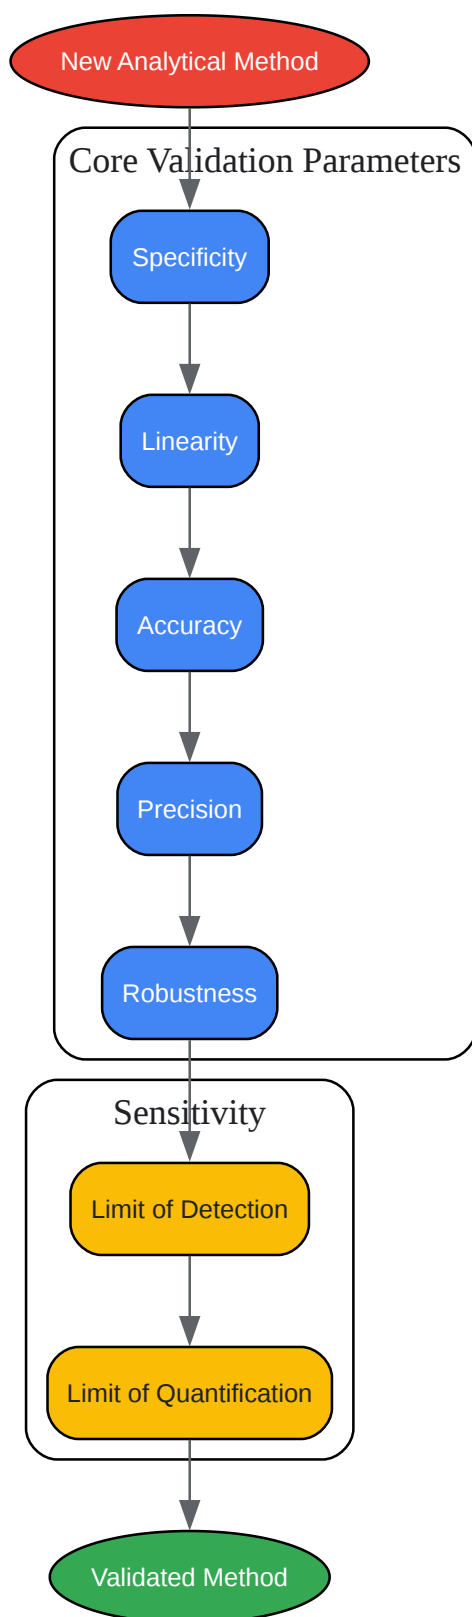 New Analytical Method
Core Validation Parameters
Specificity
Linearity
Accuracy
Precision
Robustness
Sensitivity
Limit of Detection
Limit of Quantification
Validated Method